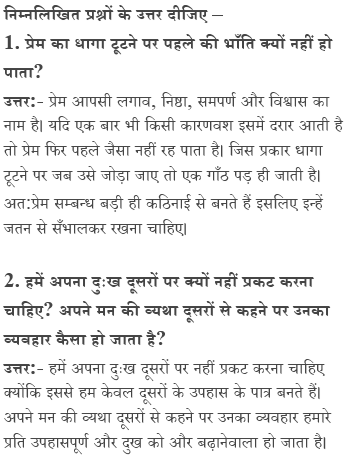 निम्नलिखित प्रश्नों के उत्तर दीजिए –
1. प्रेम का धागा टूटने पर पहले की भाँति क्यों नहीं हो
पाता?
उत्तर:- प्रेम आपसी लगाव, निष्ठा, समपर्ण और विश्वास का
नाम है। यदि एक बार भी किसी कारणवश इसमें दरार आती है
तो प्रेम फिर पहले जैसा नहीं रह पाता है। जिस प्रकार धागा
टूटने पर जब उसे जोड़ा जाए तो एक गाँठ पड़ ही जाती है।
अत:प्रेम सम्बन्ध बड़ी ही कठिनाई से बनते हैं इसलिए इन्हें
जतन से सँभालकर रखना चाहिए।
2. हमें अपना दुःख दूसरों पर क्यों नहीं प्रकट करना
चाहिए? अपने मन की व्यथा दूसरों से कहने पर उनका
व्यवहार कैसा हो जाता है?
उत्तर:- हमें अपना दुःख दूसरों पर नहीं प्रकट करना चाहिए
क्योंकि इससे हम केवल दूसरों के उपहास के पात्र बनते हैं।
अपने मन की व्यथा दूसरों से कहने पर उनका व्यवहार हमारे
प्रति उपहासपूर्ण और दुख को और बढ़ानेवाला हो जाता है।